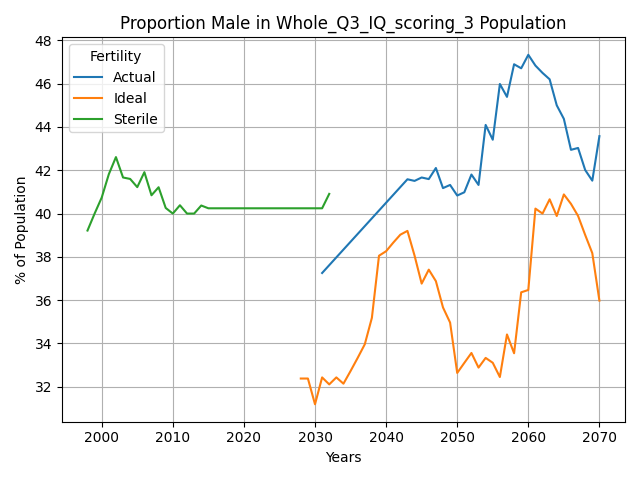 Proportion Male in Whole_Q3_IQ_scoring_3 Population
% of Population
48
46
44
42
40
38
36
34
32
Fertility
Actual
Ideal
Sterile
2000 2010 2020 2030 2040 2050 2060 2070
Years